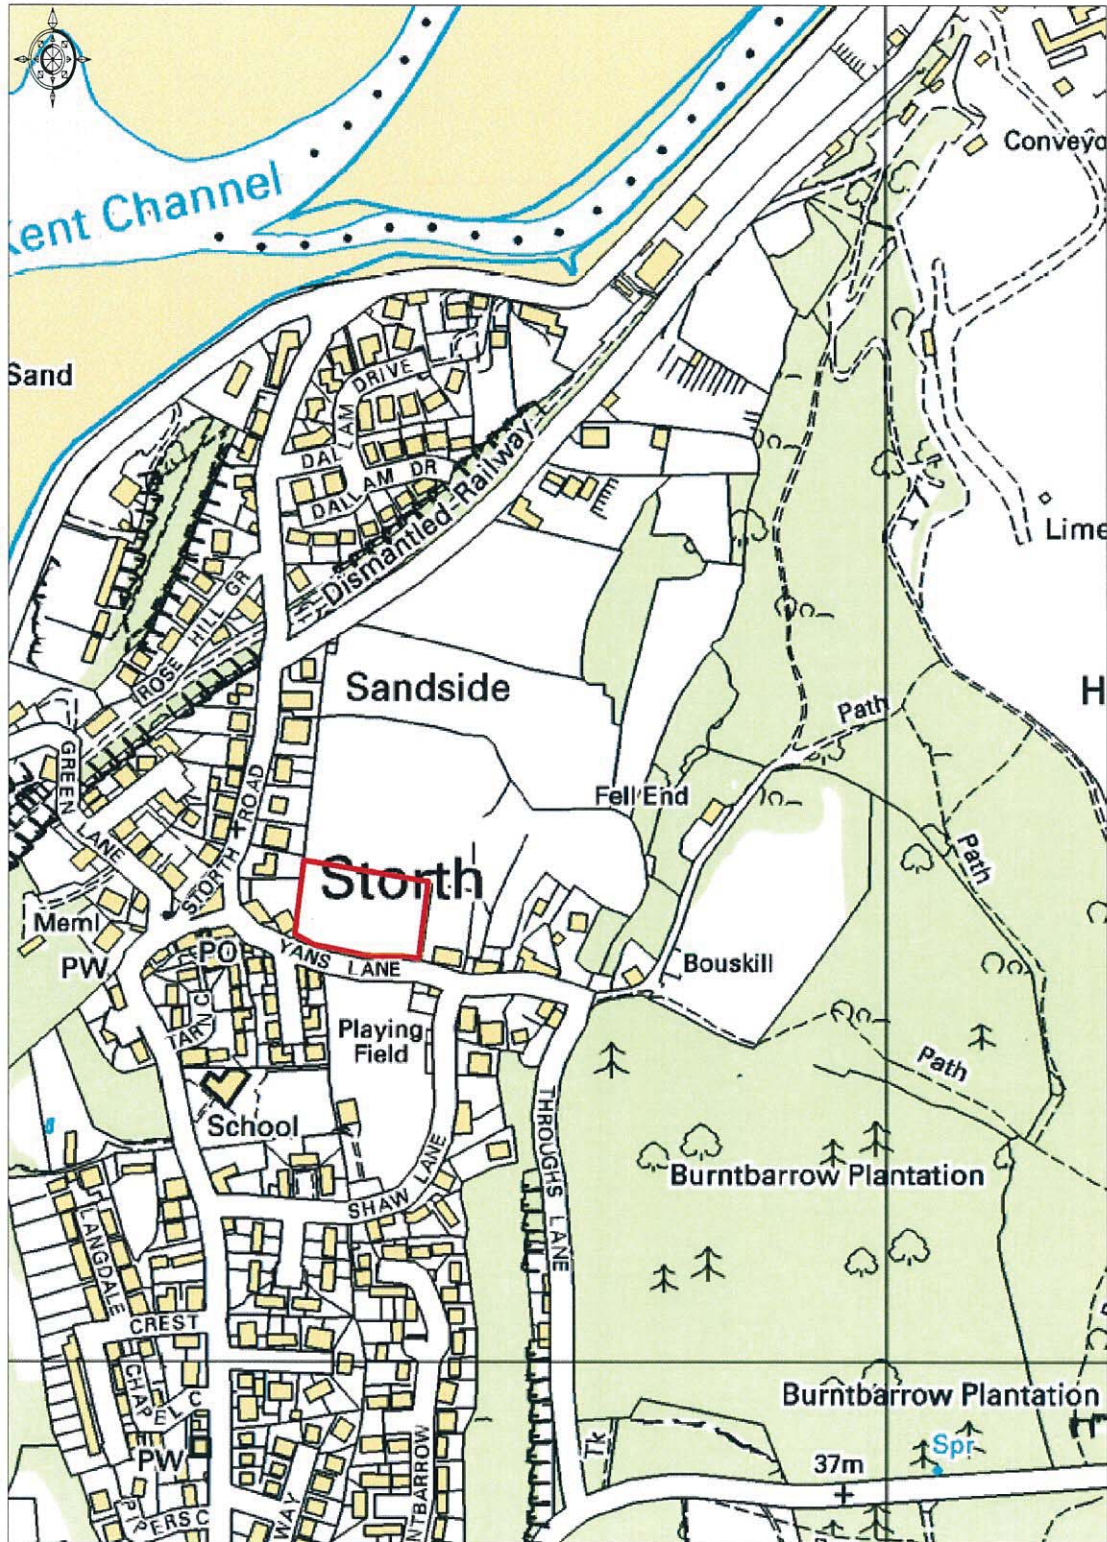 Conveyo
Kent Channel
Sand
DRIVE
DALLAM
DALLAM DR
Dismantled Railway
Lime
ROSE HILL GR
Sandside
H
Path
GREEN
LANE
STORTH ROAD
Fell End
Path
Storth
Meml
PW
PO
YANS LANE
Bouskill
TARN C
Playing
Field
Path
School
THROUGHS LANE
SHAW LANE
Burntbarrow Plantation
LANGDALE
CREST
CHAPEL C
Burntbarrow Plantation
PW
Tk
Spr
37m
PIPERS C
WAY
NTBARROW